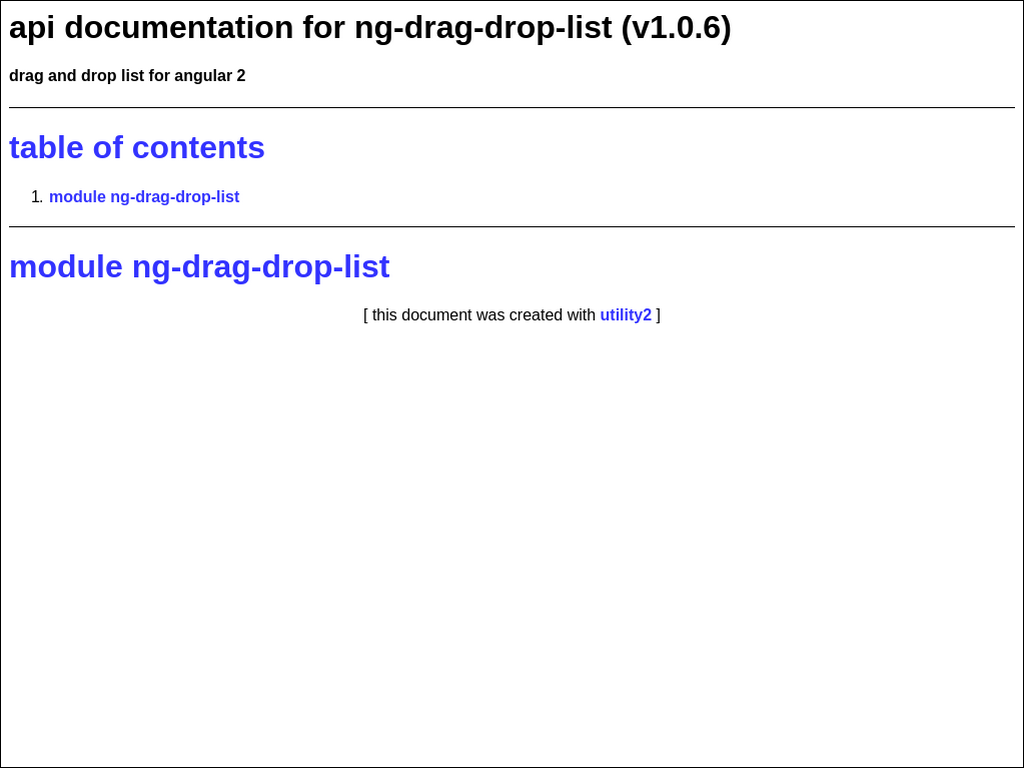 api documentation for ng-drag-drop-list (v1.0.6)
drag and drop list for angular 2
table of contents
1. module ng-drag-drop-list
module ng-drag-drop-list
[ this document was created with utility2 ]